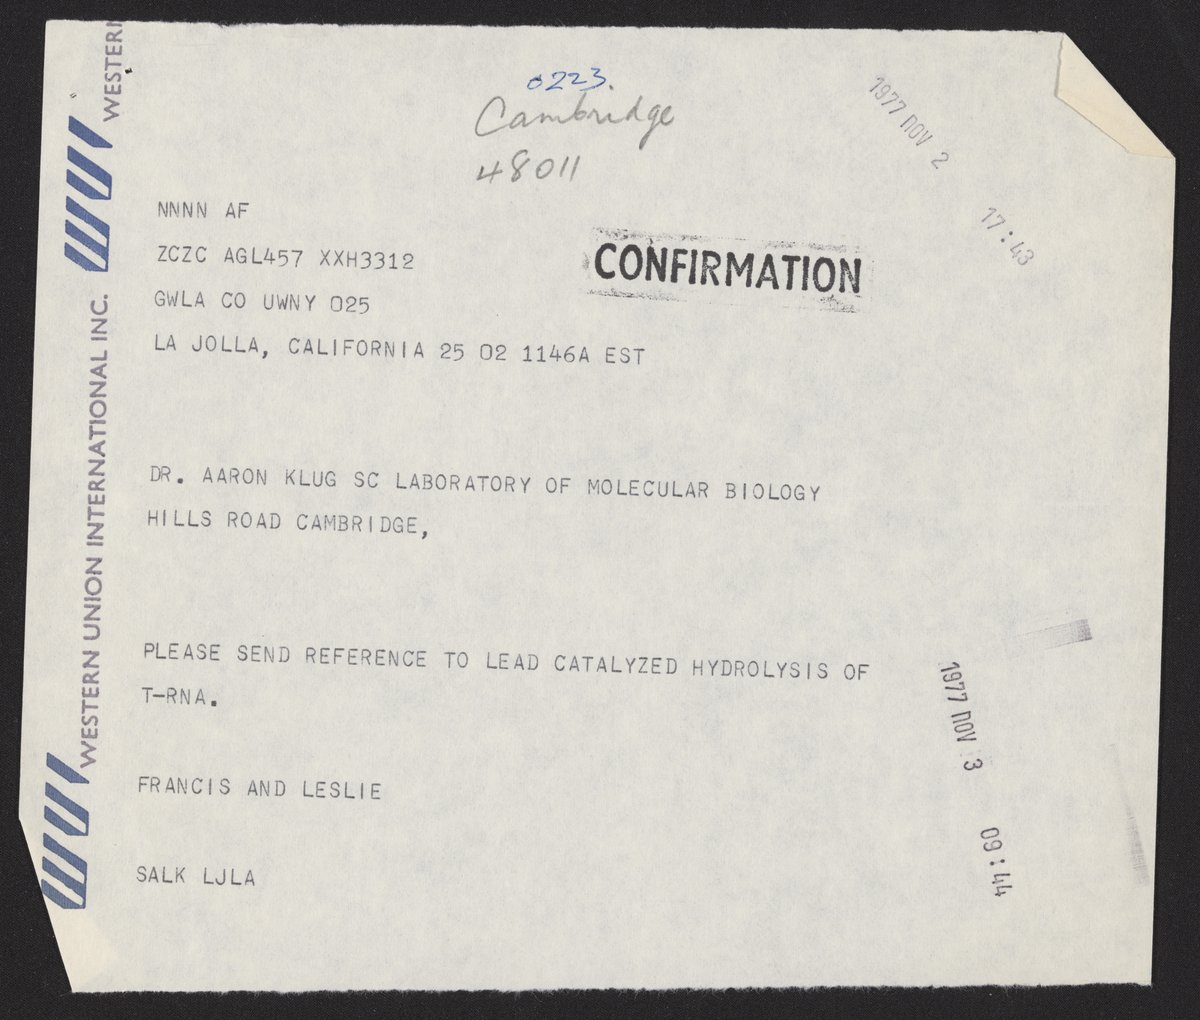 0223.
Cambridge
48011
1977 NOV 2
17:43
NNNN AF
ZCZC AGL457 XXH3312
GWLA CO UWNY 025
LA JOLLA, CALIFORNIA 25 02 1146A EST
CONFIRMATION
DR. AARON KLUG SC LABORATORY OF MOLECULAR BIOLOGY
HILLS ROAD CAMBRIDGE,
PLEASE SEND REFERENCE TO LEAD CATALYZED HYDROLYSIS OF
T-RNA.
FRANCIS AND LESLIE
SALK LJLA
1977 NOV 3
09:44
WESTERN
WUI
WESTERN UNION INTERNATIONAL INC.
WUI